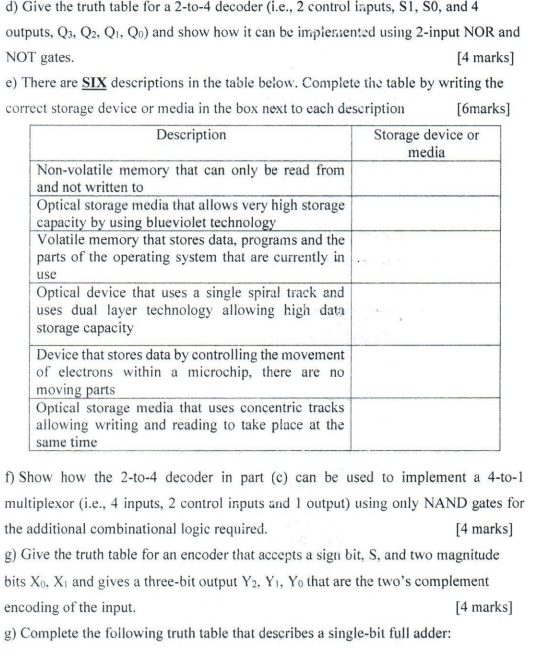 d) Give the truth table for a 2-to-4 decoder (i.e., 2 control inputs, S1, S0, and 4
outputs, Q3, Q2, Q1, Q0) and show how it can be implemented using 2-input NOR and
NOT gates. [4 marks]
e) There are SIX descriptions in the table below. Complete the table by writing the
correct storage device or media in the box next to each description [6marks]
Description
Storage device or
media
Non-volatile memory that can only be read from
and not written to
Optical storage media that allows very high storage
capacity by using blueviolet technology
Volatile memory that stores data, programs and the
parts of the operating system that are currently in
use
Optical device that uses a single spiral track and
uses dual layer technology allowing high data
storage capacity
Device that stores data by controlling the movement
of electrons within a microchip, there are no
moving parts
Optical storage media that uses concentric tracks
allowing writing and reading to take place at the
same time
f) Show how the 2-to-4 decoder in part (c) can be used to implement a 4-to-1
multiplexor (i.e., 4 inputs, 2 control inputs and 1 output) using only NAND gates for
the additional combinational logic required. [4 marks]
g) Give the truth table for an encoder that accepts a sign bit, S, and two magnitude
bits X0, X1 and gives a three-bit output Y2, Y1, Y0 that are the two's complement
encoding of the input. [4 marks]
g) Complete the following truth table that describes a single-bit full adder: